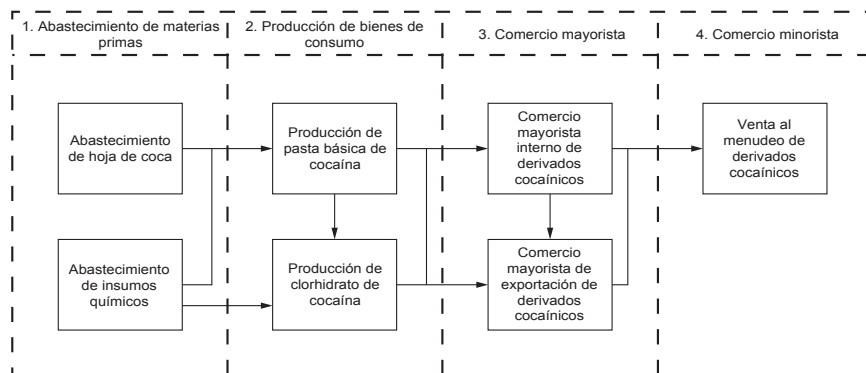 1. Abastecimiento de materias
primas
2. Producción de bienes de
consumo
3. Comercio mayorista
4. Comercio minorista
Abastecimiento
de hoja de coca
Producción de
pasta básica de
cocaína
Comercio
mayorista
interno de
derivados
cocaínicos
Venta al
menudeo de
derivados
cocaínicos
Abastecimiento
de insumos
químicos
Producción de
clorhidrato de
cocaína
Comercio
mayorista de
exportación de
derivados
cocaínicos